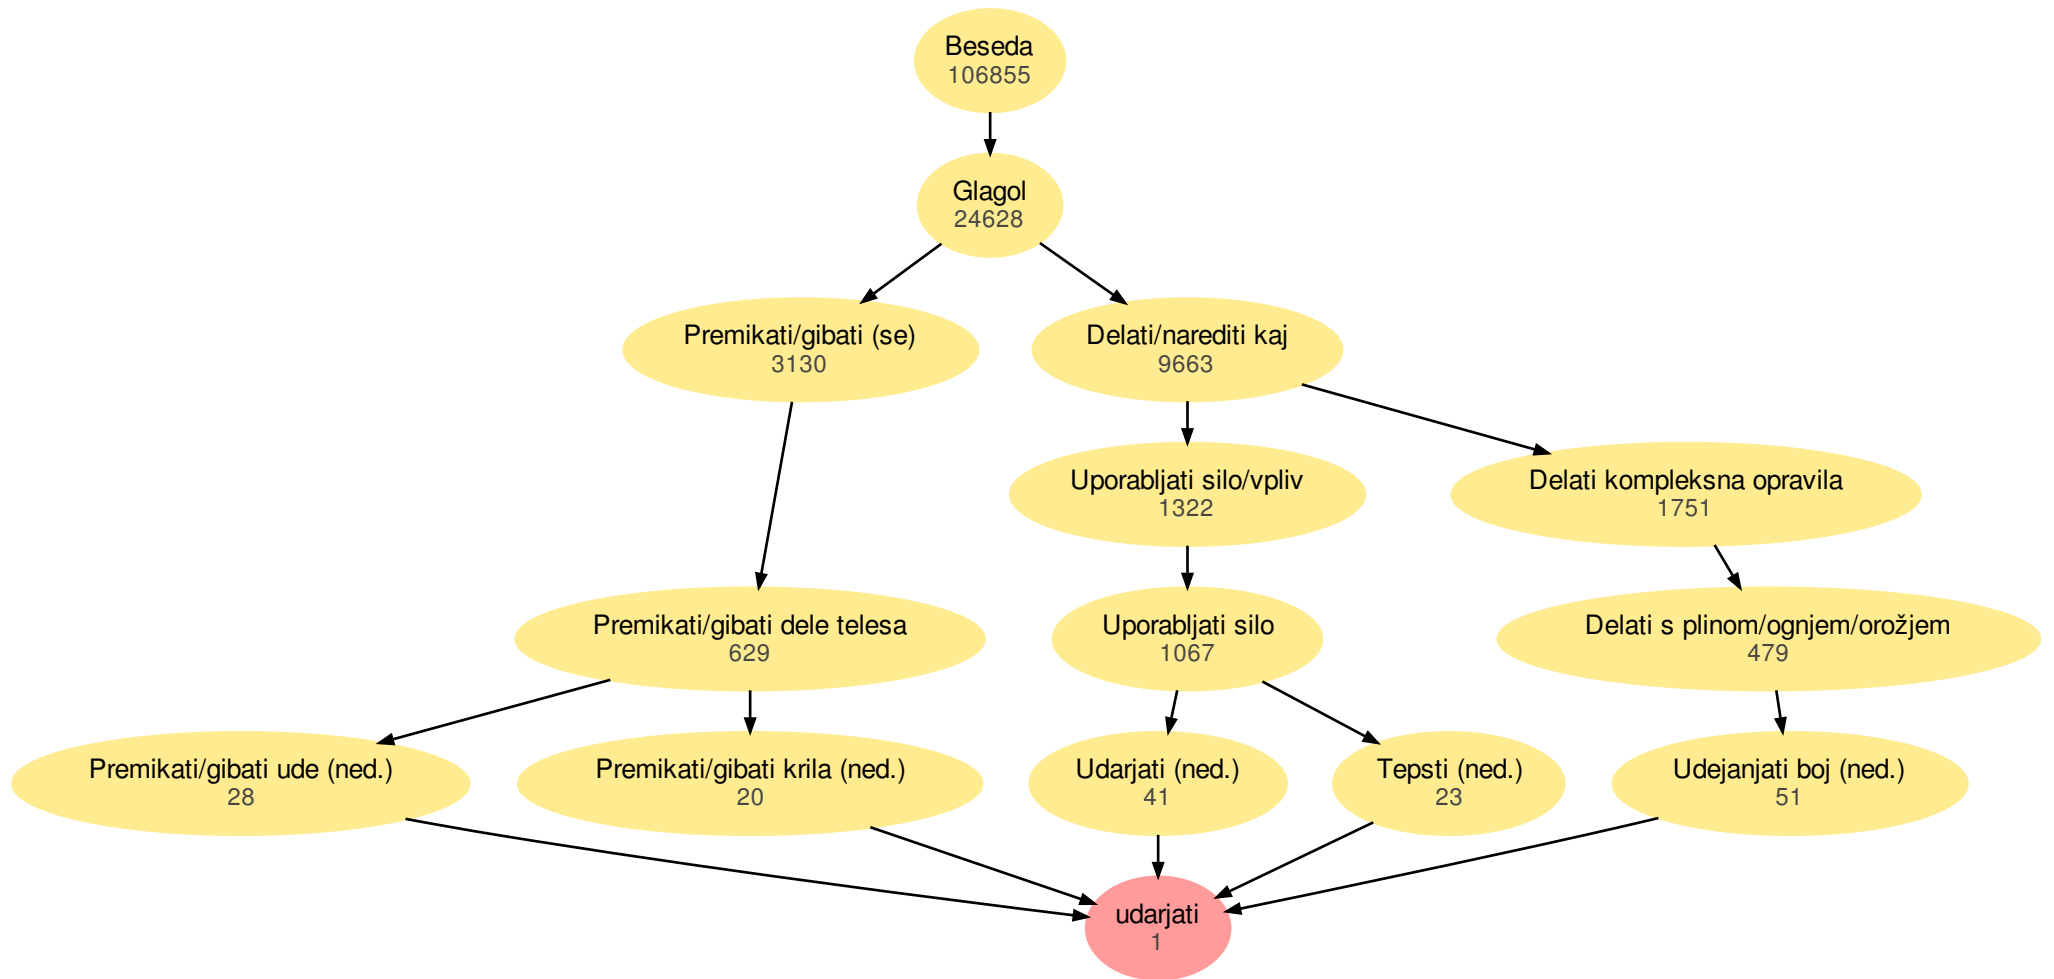 Beseda
106855
Glagol
24628
Premikati/gibati (se)
3130
Delati/narediti kaj
9663
Uporabljati silo/vpliv
1322
Delati kompleksna opravila
1751
Premikati/gibati dele telesa
629
Uporabljati silo
1067
Delati s plinom/ognjem/orožjem
479
Premikati/gibati ude (ned.)
28
Premikati/gibati krila (ned.)
20
Udarjati (ned.)
41
Tepsti (ned.)
23
Udejanjati boj (ned.)
51
udarjati
1